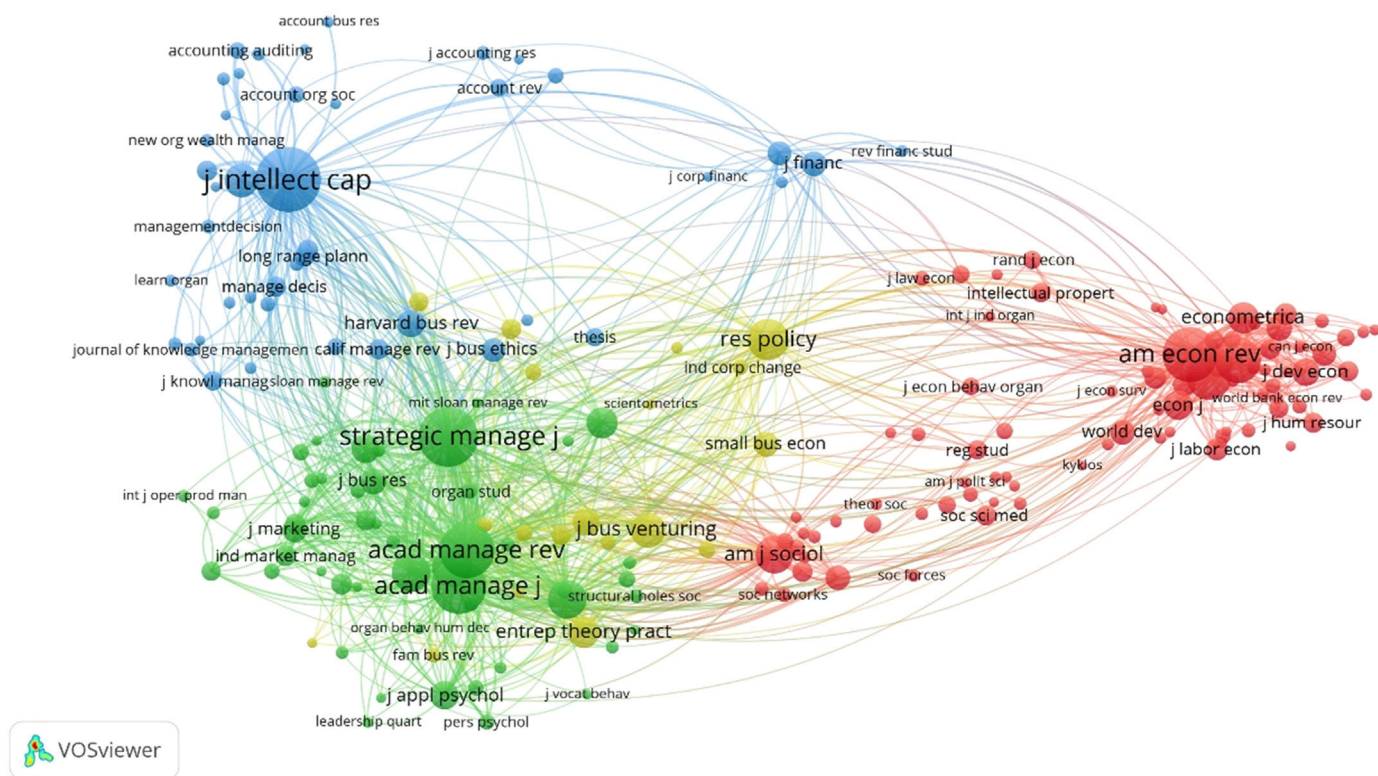 account bus res
accounting auditing
j accounting res
account org soc
account rev
new org wealth manag
j intellect cap
j financ
rev financ stud
j corp financ
managementdecision
long range plann
learn organ
manage decis
rand j econ
j law econ
intellectual propert
int j ind organ
harvard bus rev
econometrica
thesis
res policy
journal of knowledge managemen
calif manage rev
j bus ethics
am econ rev
can j econ
ind corp change
j dev econ
j knowl manag
sloan manage rev
j econ behav organ
j econ surv
world bank econ rev
mit sloan manage rev
scientometrics
econ j
j hum resour
strategic manage j
small bus econ
world dev
reg stud
j labor econ
kyklos
j bus res
organ stud
am j polit sci
int j oper prod man
theor soc
soc sci med
j marketing
j bus venturing
ind market manag
acad manage rev
am j sociol
soc forces
acad manage j
structural holes soc
soc networks
organ behav hum dec
entrep theory pract
fam bus rev
j appl psychol
j vocat behav
leadership quart
pers psychol
VOSviewer